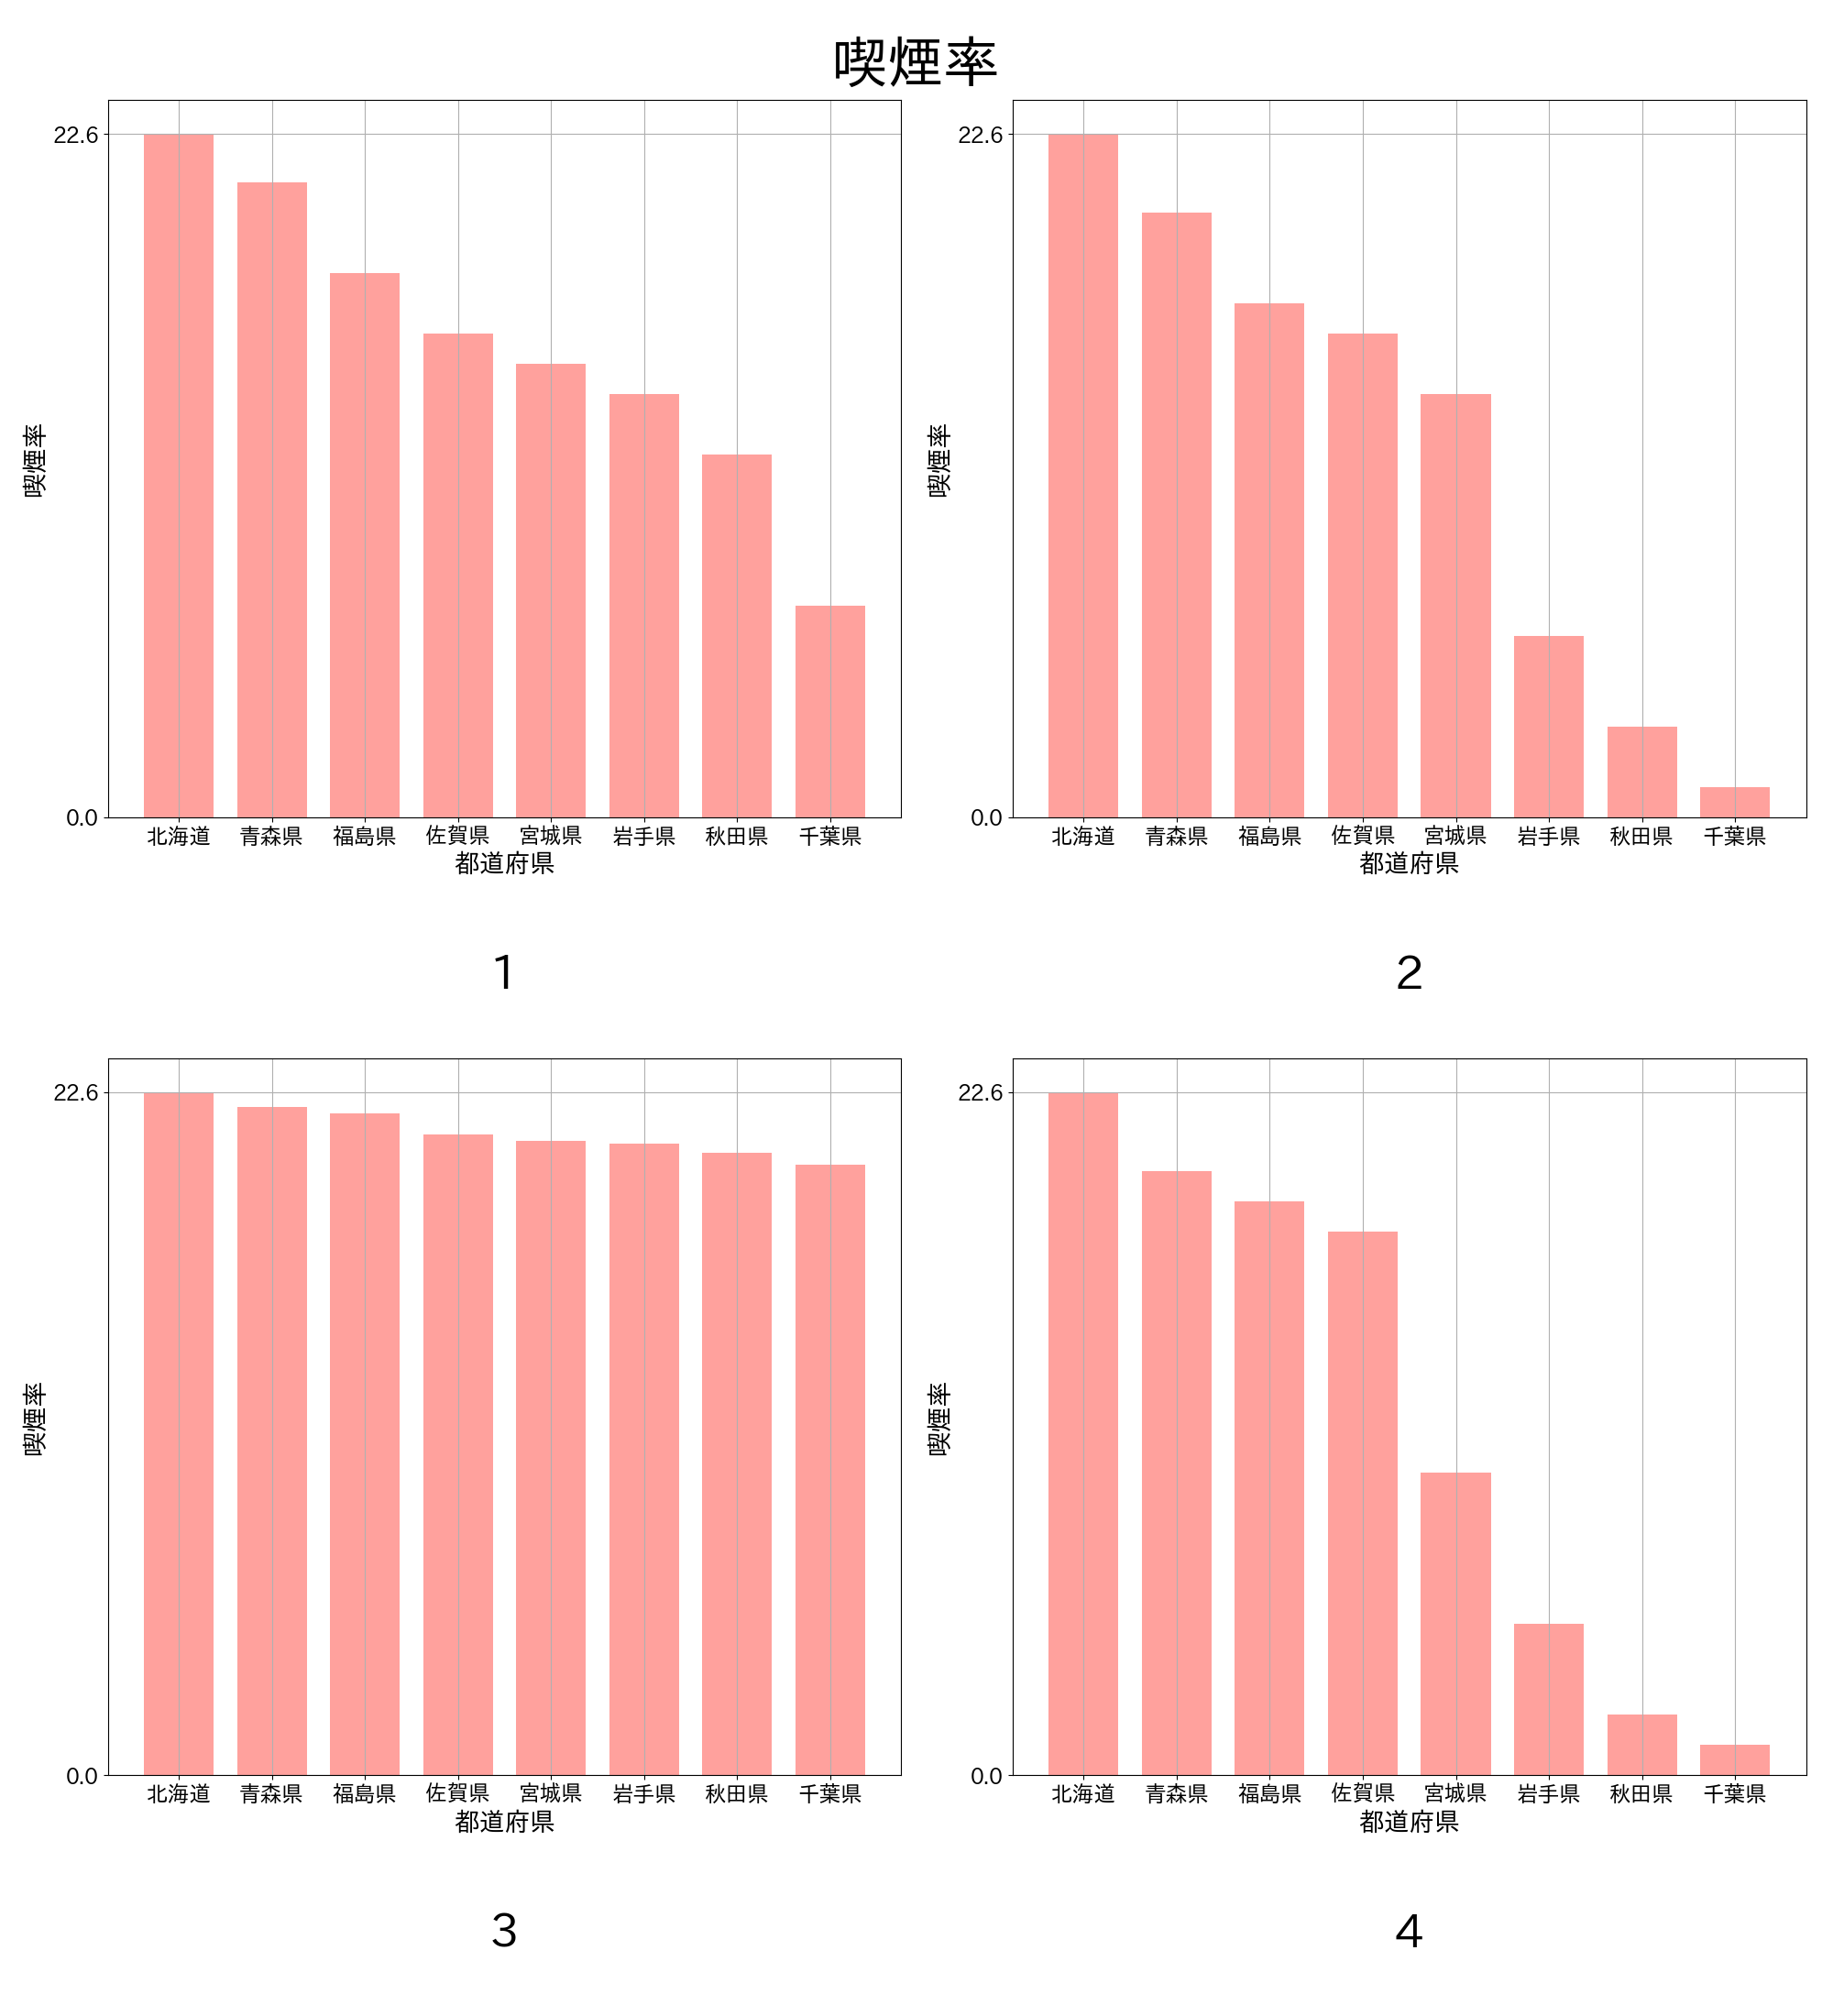 喫煙率
22.6
喫煙率
0.0
北海道 青森県 福島県 佐賀県 宮城県 岩手県 秋田県 千葉県
都道府県
1
22.6
喫煙率
0.0
北海道 青森県 福島県 佐賀県 宮城県 岩手県 秋田県 千葉県
都道府県
2
22.6
喫煙率
0.0
北海道 青森県 福島県 佐賀県 宮城県 岩手県 秋田県 千葉県
都道府県
3
22.6
喫煙率
0.0
北海道 青森県 福島県 佐賀県 宮城県 岩手県 秋田県 千葉県
都道府県
4